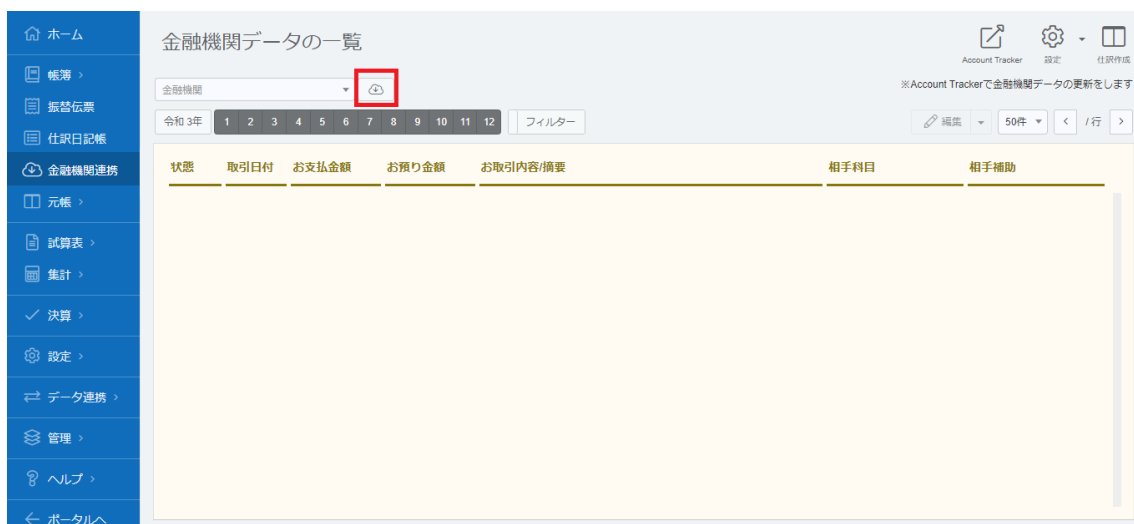 ホーム
帳簿
振替伝票
仕訳日記帳
金融機関連携
元帳
試算表
集計
決算
設定
データ連携
管理
ヘルプ
ポータルへ
金融機関データの一覧
Account Tracker
設定
仕訳作成
金融機関
※Account Trackerで金融機関データの更新をします
令和 3年 1 2 3 4 5 6 7 8 9 10 11 12 フィルター 編集 50件 /行
状態 取引日付 お支払金額 お預り金額 お取引内容/摘要 相手科目 相手補助